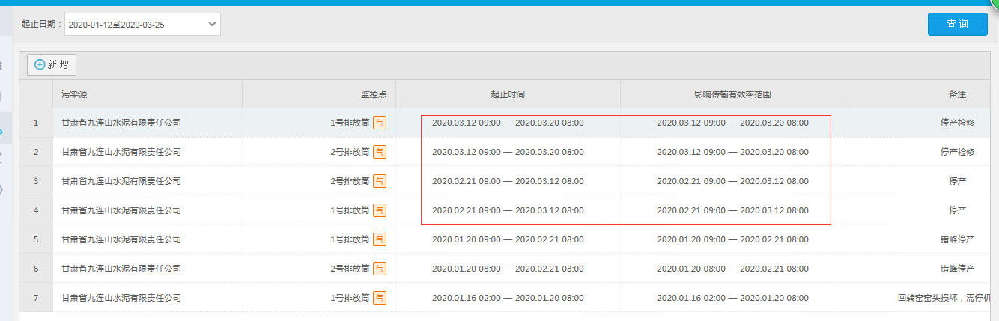 起止日期： 2020-01-12至2020-03-25 查 询
新 增
污染源 监控点 起止时间 影响传输有效率范围 备注
1 甘肃省九连山水泥有限责任公司 1号排放筒 气 2020.03.12 09:00 — 2020.03.20 08:00 2020.03.12 09:00 — 2020.03.20 08:00 停产检修
2 甘肃省九连山水泥有限责任公司 2号排放筒 气 2020.03.12 09:00 — 2020.03.20 08:00 2020.03.12 09:00 — 2020.03.20 08:00 停产检修
3 甘肃省九连山水泥有限责任公司 2号排放筒 气 2020.02.21 09:00 — 2020.03.12 08:00 2020.02.21 09:00 — 2020.03.12 08:00 停产
4 甘肃省九连山水泥有限责任公司 1号排放筒 气 2020.02.21 09:00 — 2020.03.12 08:00 2020.02.21 09:00 — 2020.03.12 08:00 停产
5 甘肃省九连山水泥有限责任公司 1号排放筒 气 2020.01.20 09:00 — 2020.02.21 08:00 2020.01.20 09:00 — 2020.02.21 08:00 错峰停产
6 甘肃省九连山水泥有限责任公司 2号排放筒 气 2020.01.20 08:00 — 2020.02.21 08:00 2020.01.20 08:00 — 2020.02.21 08:00 错峰停产
7 甘肃省九连山水泥有限责任公司 1号排放筒 气 2020.01.16 02:00 — 2020.01.20 08:00 2020.01.16 02:00 — 2020.01.20 08:00 回转窑窑头损坏，需停机